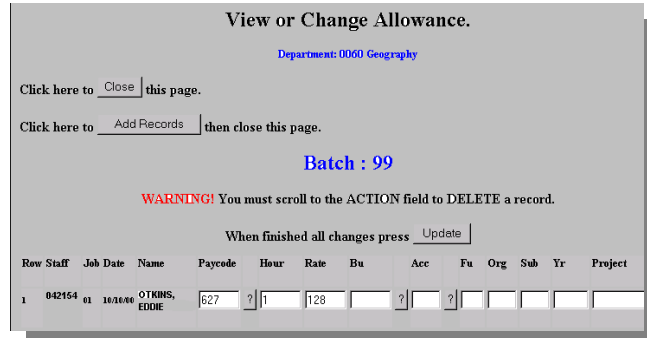 View or Change Allowance.
Department: 0060 Geography
Click here to Close this page.
Click here to Add Records then close this page.
Batch : 99
WARNING! You must scroll to the ACTION field to DELETE a record.
When finished all changes press Update
Row Staff Job Date Name Paycode Hour Rate Bu Acc Fu Org Sub Yr Project
1 042154 01 10/10/00 OTKINS, EDDIE 627 ? 1 128 ? ?